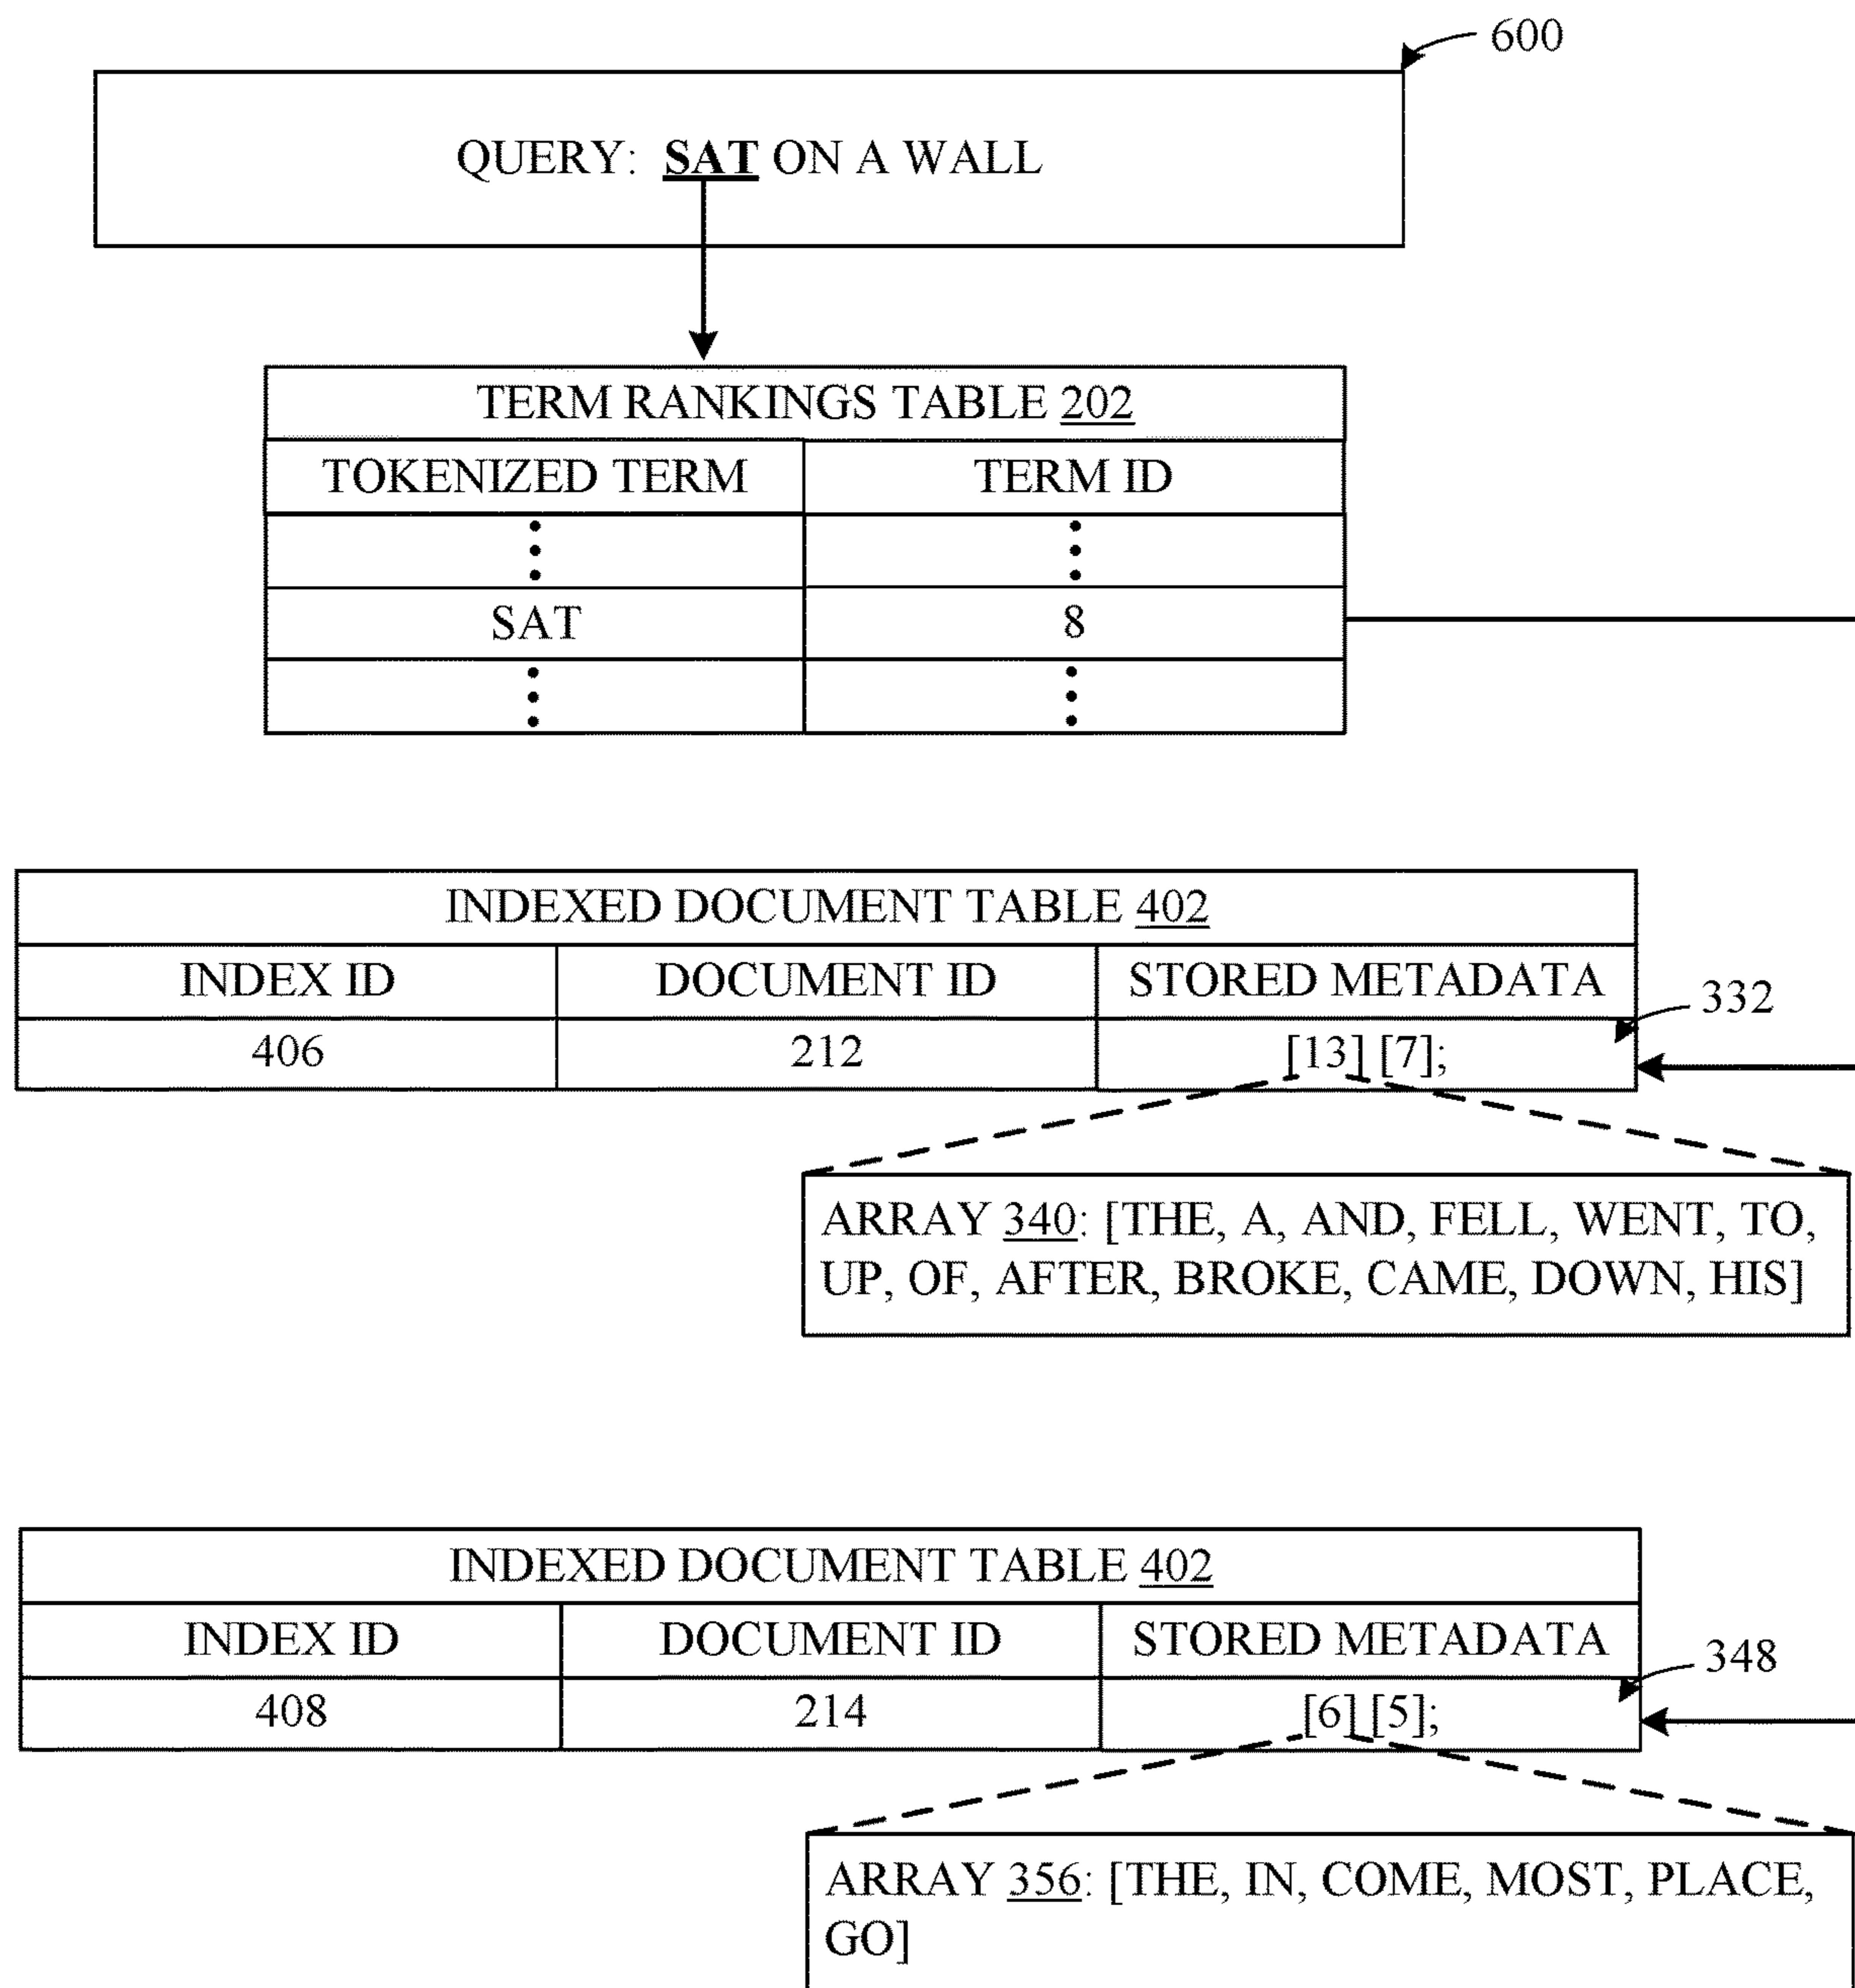 600
QUERY: SAT ON A WALL
TERM RANKINGS TABLE 202
TOKENIZED TERM TERM ID
SAT 8
INDEXED DOCUMENT TABLE 402
INDEX ID DOCUMENT ID STORED METADATA
332
406 212 [13] [7];
ARRAY 340: [THE, A, AND, FELL, WENT, TO,
UP, OF, AFTER, BROKE, CAME, DOWN, HIS]
INDEXED DOCUMENT TABLE 402
INDEX ID DOCUMENT ID STORED METADATA
348
408 214 [6] [5];
ARRAY 356: [THE, IN, COME, MOST, PLACE,
GO]